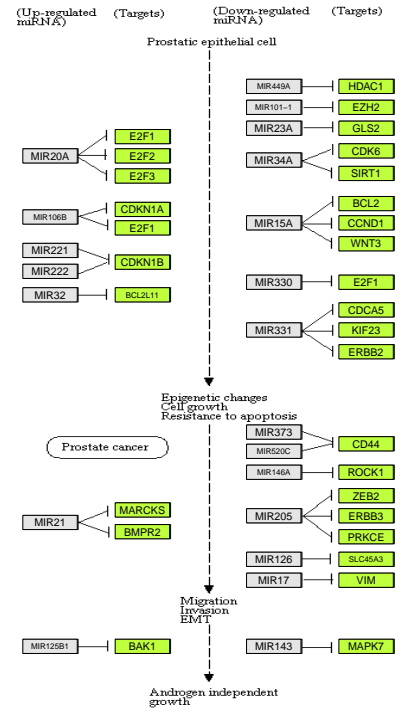 (Up-regulated
miRNA)
(Targets)
(Down-regulated
miRNA)
(Targets)
Prostatic epithelial cell
MIR449A
HDAC1
MIR101-1
EZH2
MIR23A
GLS2
MIR34A
CDK6
SIRT1
MIR20A
E2F1
E2F2
E2F3
MIR106B
CDKN1A
E2F1
MIR221
MIR222
CDKN1B
MIR32
BCL2L11
MIR15A
BCL2
CCND1
WNT3
MIR330
E2F1
MIR331
CDCA5
KIF23
ERBB2
Epigenetic changes
Cell growth
Resistance to apoptosis
Prostate cancer
MIR373
MIR520C
CD44
MIR146A
ROCK1
MIR21
MARCKS
BMPR2
MIR205
ZEB2
ERBB3
PRKCE
MIR126
SLC45A3
MIR17
VIM
Migration
Invasion
EMT
MIR125B1
BAK1
MIR143
MAPK7
Androgen independent
growth